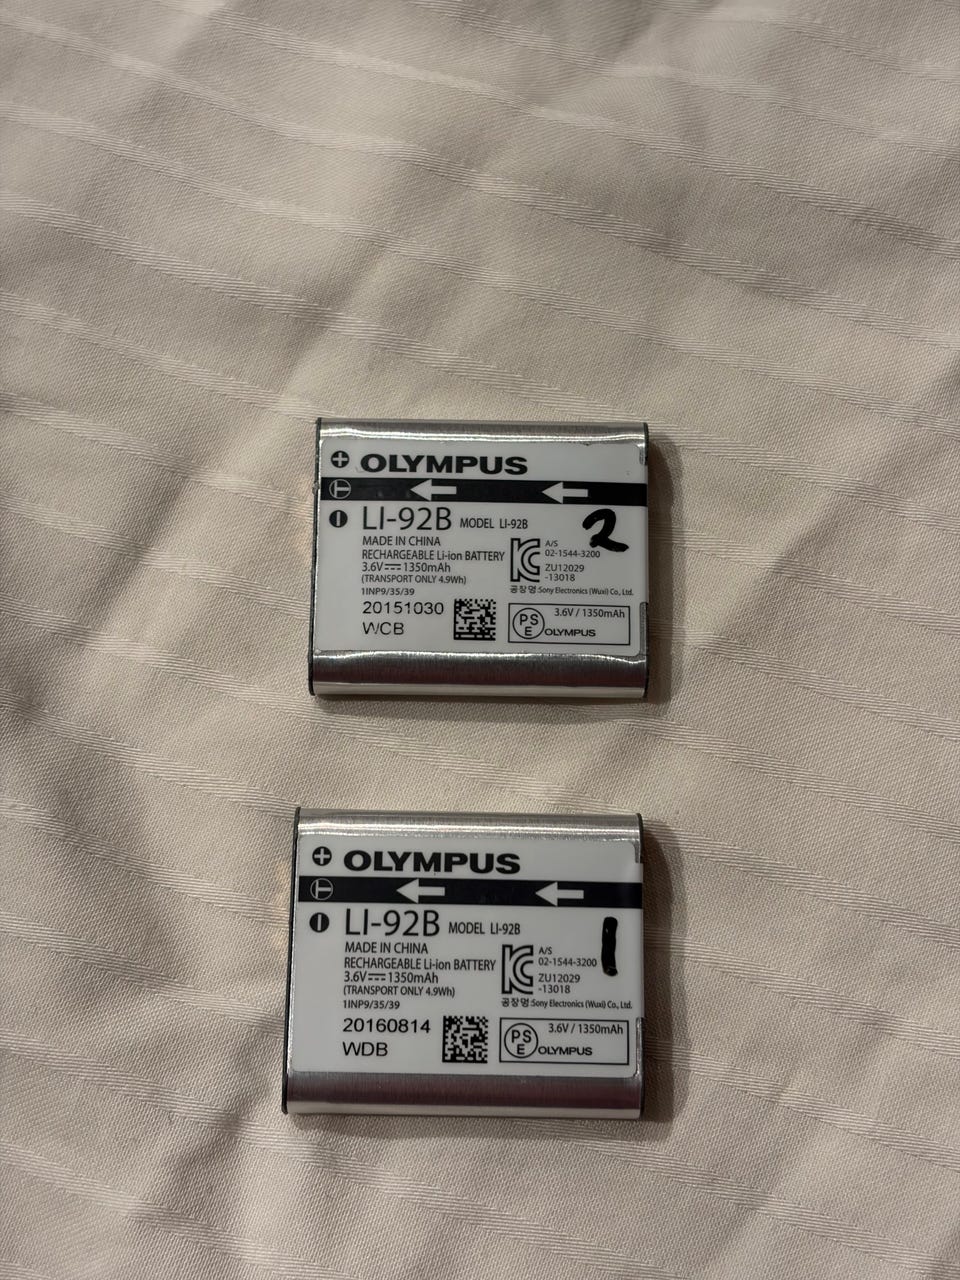 OLYMPUS
LI-92B MODEL LI-92B
2
MADE IN CHINA
RECHARGEABLE Li-ion BATTERY
3.6V⎓1350mAh
(TRANSPORT ONLY 4.9Wh)
1INP9/35/39
20151030
WCB
A/S
02-1544-3200
ZU12029
-13018
공장명:Sony Electronics (Wuxi) Co., Ltd.
PS
E
3.6V / 1350mAh
OLYMPUS
OLYMPUS
LI-92B MODEL LI-92B
1
MADE IN CHINA
RECHARGEABLE Li-ion BATTERY
3.6V⎓1350mAh
(TRANSPORT ONLY 4.9Wh)
1INP9/35/39
20160814
WDB
A/S
02-1544-3200
ZU12029
-13018
공장명:Sony Electronics (Wuxi) Co., Ltd.
PS
E
3.6V / 1350mAh
OLYMPUS